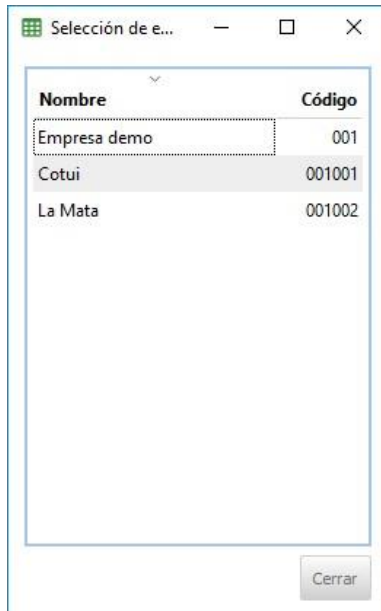 Selección de e...
Nombre Código
Empresa demo 001
Cotui 001001
La Mata 001002
Cerrar